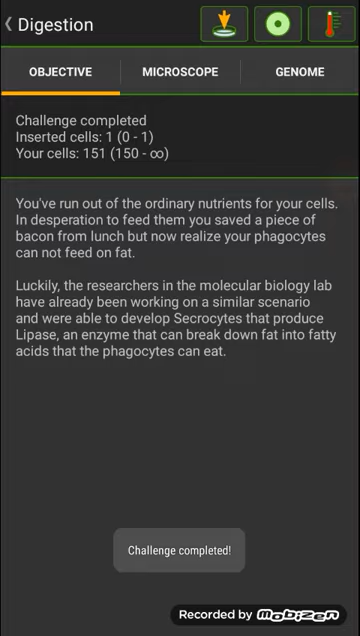 Digestion
OBJECTIVE MICROSCOPE GENOME
Challenge completed
Inserted cells: 1 (0 - 1)
Your cells: 151 (150 - ∞)
You've run out of the ordinary nutrients for your cells.
In desperation to feed them you saved a piece of
bacon from lunch but now realize your phagocytes
can not feed on fat.
Luckily, the researchers in the molecular biology lab
have already been working on a similar scenario
and were able to develop Secrocytes that produce
Lipase, an enzyme that can break down fat into fatty
acids that the phagocytes can eat.
Challenge completed!
Recorded by mobizen